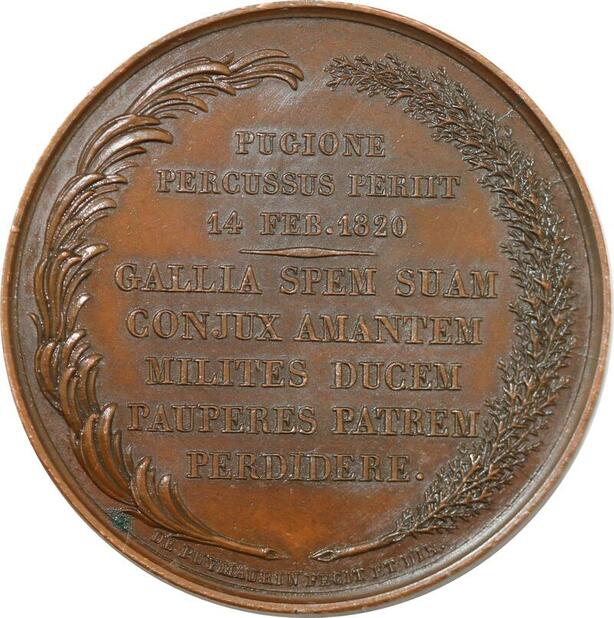 PUGIONE
PERCUSSUS PERIIT
14 FEB. 1820
GALLIA SPEM SUAM
CONJUX AMANTEM
MILITES DUCEM
PAUPERES PATREM
PERDIDERE.
DE PUYMAURIN FECIT ET DIR.